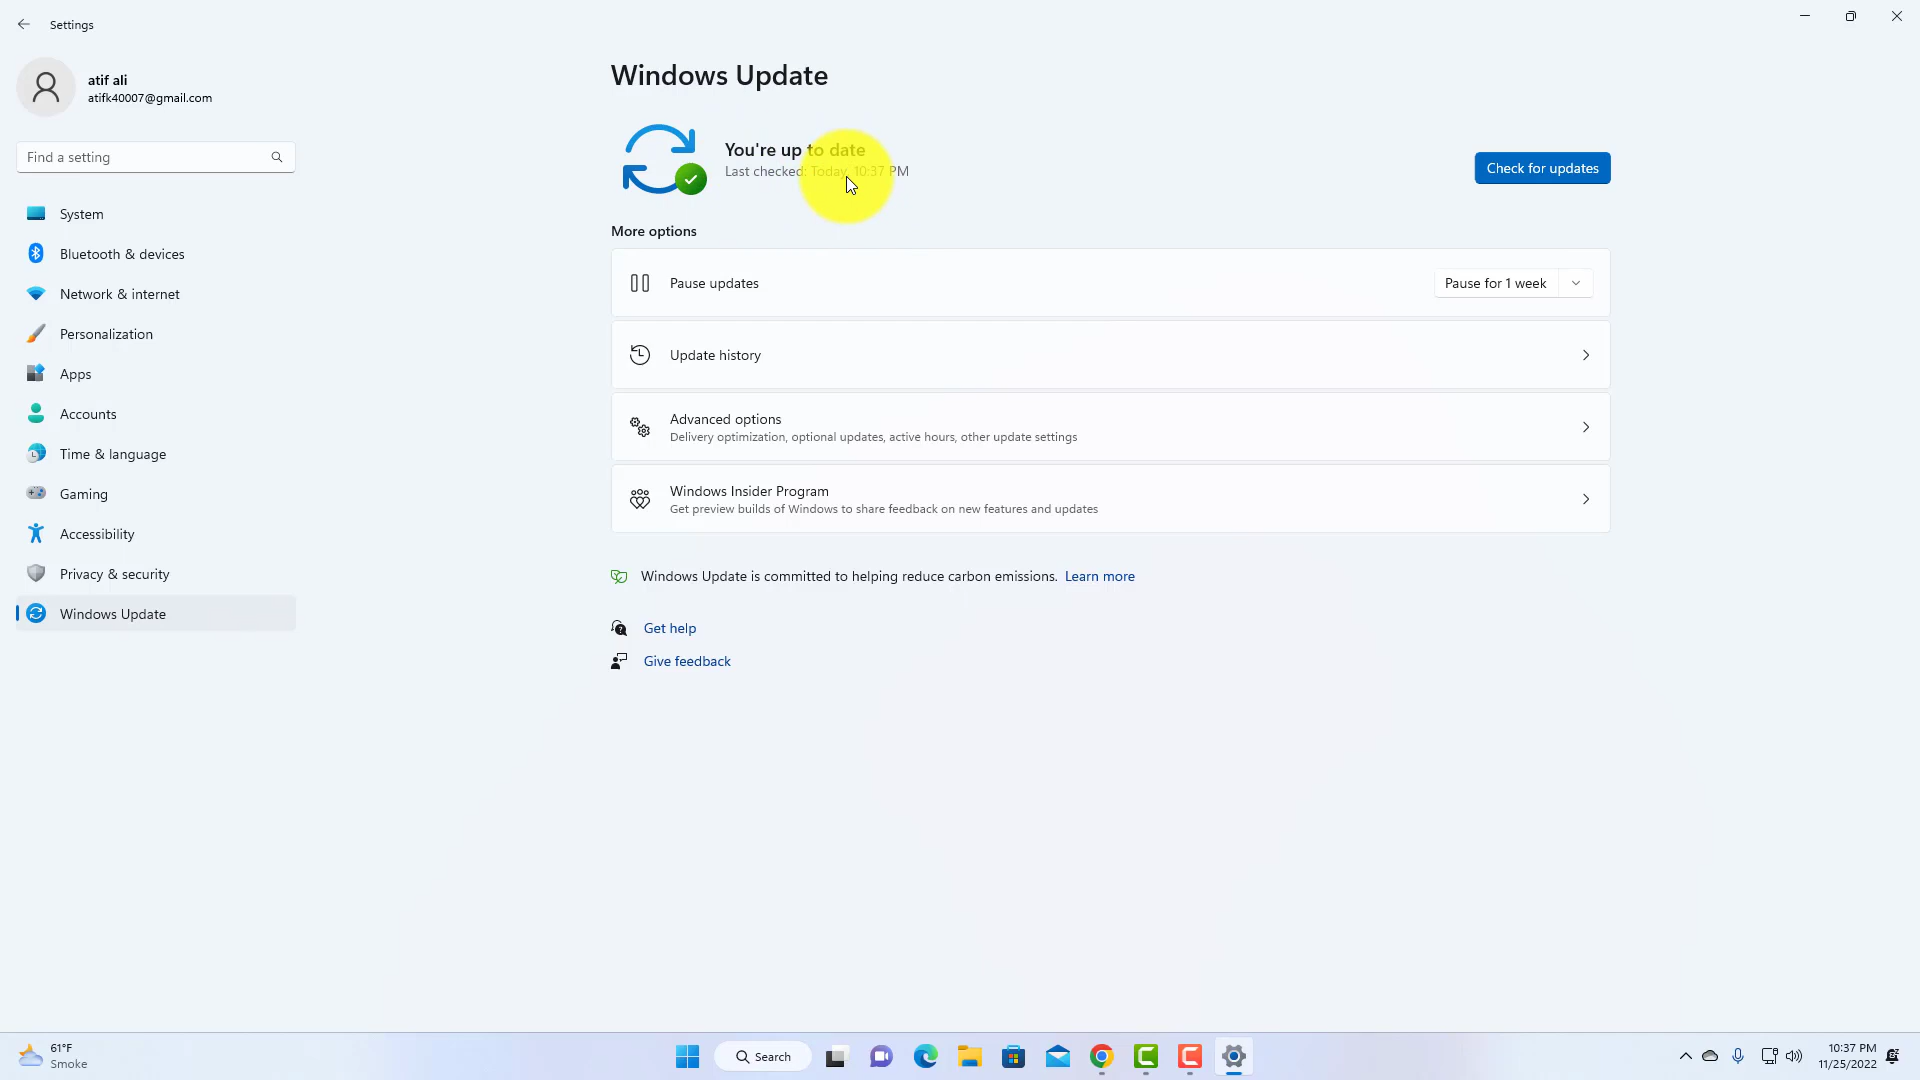 Settings
atif ali
atifk40007@gmail.com
Find a setting
System
Bluetooth & devices
Network & internet
Personalization
Apps
Accounts
Time & language
Gaming
Accessibility
Privacy & security
Windows Update
Windows Update
You're up to date
Last checked: Today, 10:37 PM
Check for updates
More options
Pause updates
Pause for 1 week
Update history
Advanced options
Delivery optimization, optional updates, active hours, other update settings
Windows Insider Program
Get preview builds of Windows to share feedback on new features and updates
Windows Update is committed to helping reduce carbon emissions. Learn more
Get help
Give feedback
61°F
Smoke
Search
10:37 PM
11/25/2022